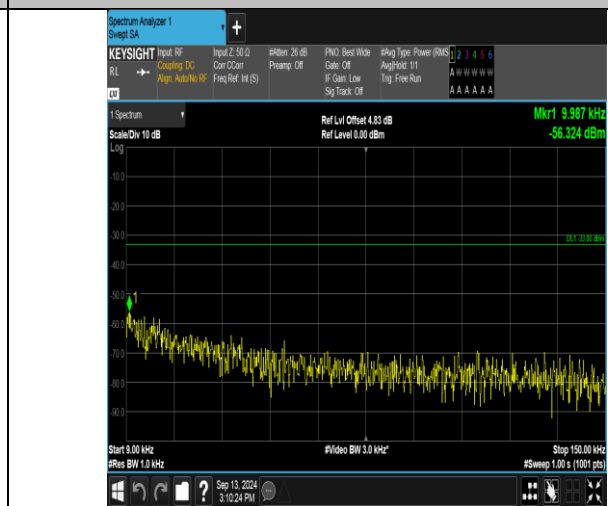 Spectrum Analyzer 1
Swept SA
+
KEYSIGHT Input: RF Input Z: 50 Ω #Atten: 26 dB PNO: Best Wide #Avg Type: Power (RMS 1 2 3 4 5 6
RL Coupling: DC Corr CCorr Preamp: Off Gate: Off Avg|Hold: 1/1 A W W W W W
Align: Auto/No RF Freq Ref: Int (S) IF Gain: Low Trig: Free Run
Sig Track: Off A A A A A A
1 Spectrum Ref Lvl Offset 4.83 dB Mkr1 9.987 kHz
Scale/Div 10 dB Ref Level 0.00 dBm -56.324 dBm
Log
-10.0
-20.0
-30.0
DL1 -33.00 dBm
-40.0
-50.0
1
-60.0
-70.0
-80.0
-90.0
Start 9.00 kHz #Video BW 3.0 kHz* Stop 150.00 kHz
#Res BW 1.0 kHz #Sweep 1.00 s (1001 pts)
? Sep 13, 2024
3:10:24 PM